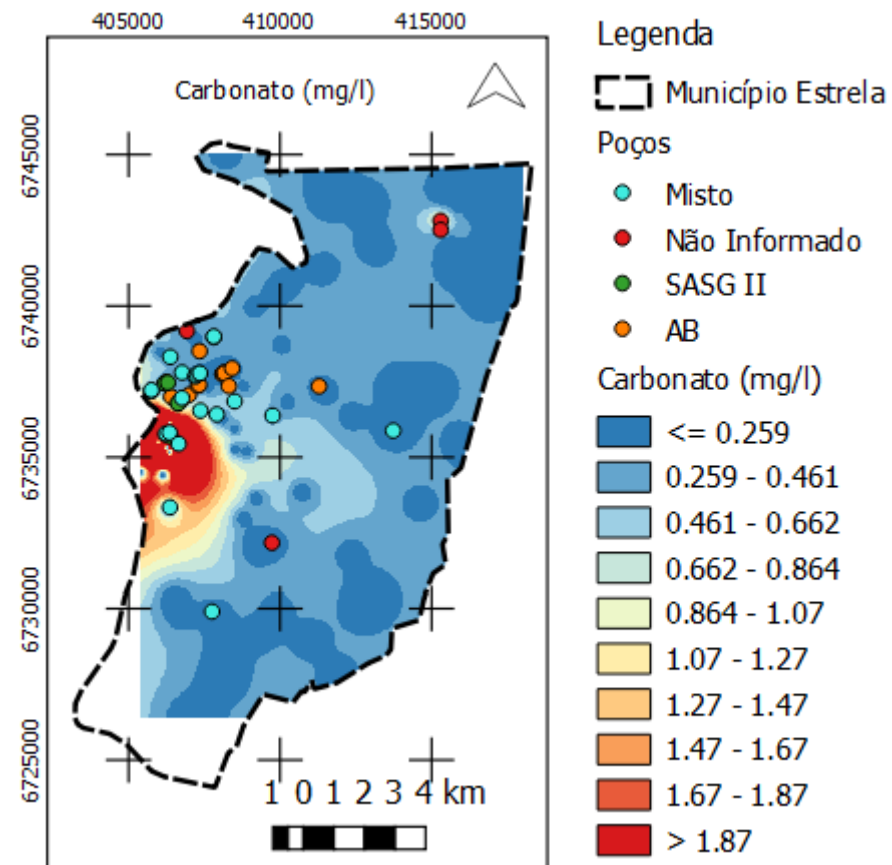 405000 410000 415000
Carbonato (mg/l)
6745000
6740000
6735000
6730000
6725000
1 0 1 2 3 4 km
Legenda
Município Estrela
Poços
Misto
Não Informado
SASG II
AB
Carbonato (mg/l)
<= 0.259
0.259 - 0.461
0.461 - 0.662
0.662 - 0.864
0.864 - 1.07
1.07 - 1.27
1.27 - 1.47
1.47 - 1.67
1.67 - 1.87
> 1.87